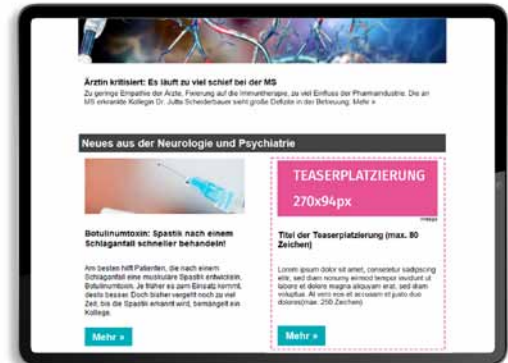 Ärztin kritisiert: Es läuft zu viel schief bei der MS
Zu geringe Empathie der Ärzte, Fixierung auf die Immuntherapie, zu viel Einfluss der Pharmaindustrie. Die an
MS erkrankte Kollegin Dr. Jutta Scheiderbauer sieht große Defizite in der Betreuung. Mehr »
Neues aus der Neurologie und Psychiatrie
Botulinumtoxin: Spastik nach einem
Schlaganfall schneller behandeln!
Am besten hilft Patienten, die nach einem
Schlaganfall eine muskuläre Spastik entwickeln,
Botulinumtoxin. Je früher es zum Einsatz kommt,
desto besser. Doch bisher vergeht noch zu viel
Zeit, bis die Spastik erkannt wird, bemängelt ein
Kollege.
Mehr »
TEASERPLATZIERUNG
270x94px
Titel der Teaserplatzierung (max. 80
Zeichen)
Lorem ipsum dolor sit amet, consetetur sadipscing
elitr, sed diam nonumy eirmod tempor invidunt ut
labore et dolore magna aliquyam erat, sed diam
voluptua. At vero eos et accusam et justo duo
dolores(max. 250 Zeichen)
Mehr »